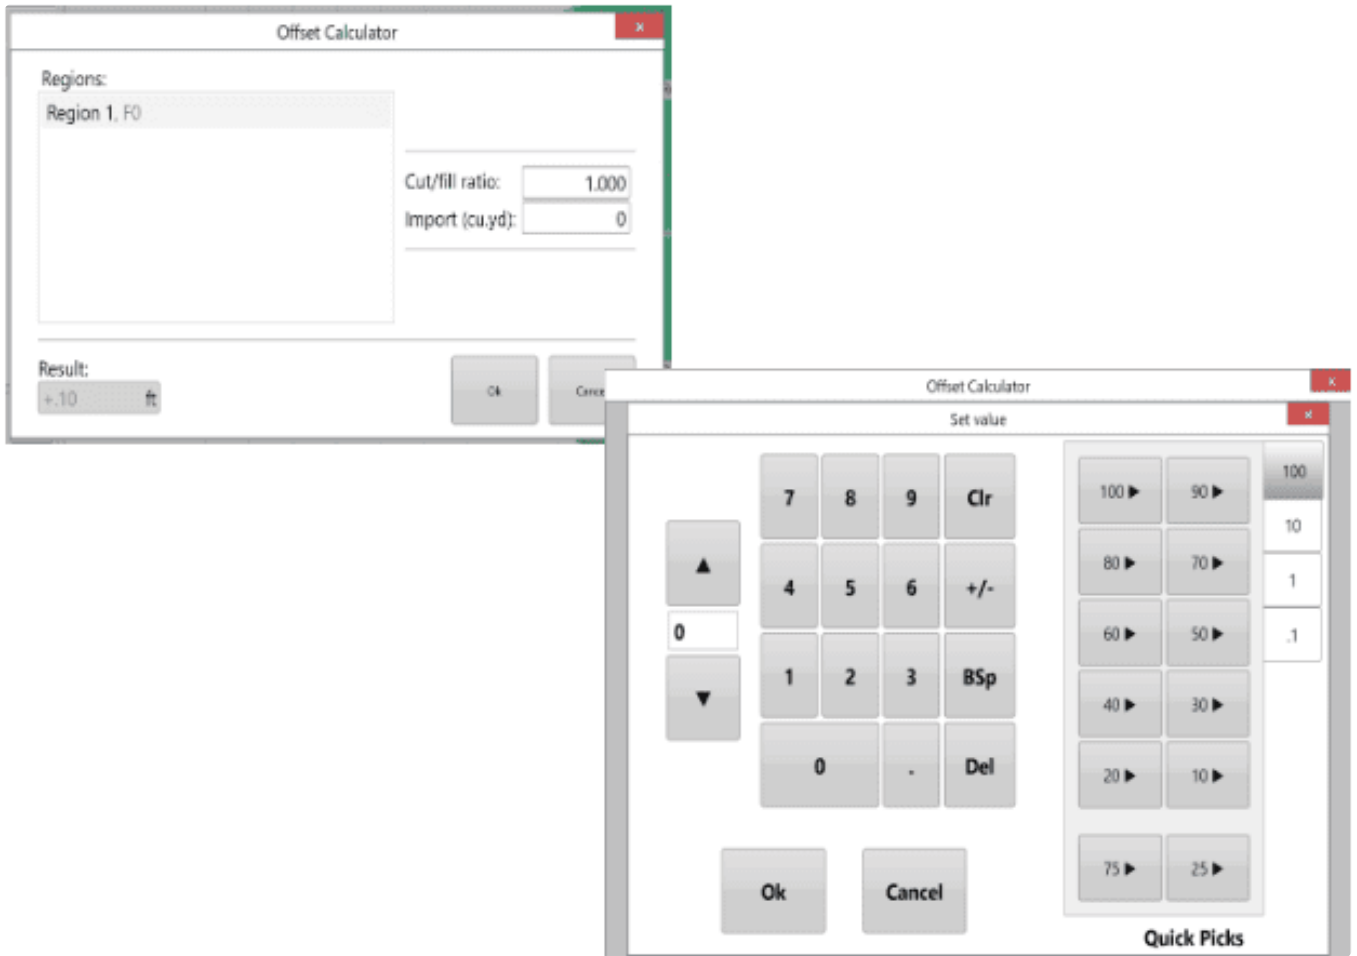 Offset Calculator
x
Regions:
Region 1, F0
Cut/fill ratio: 1.000
Import (cu.yd): 0
Result:
+.10 ft
Ok
Offset Calculator
x
Set value
x
7 8 9 Clr
4 5 6 +/-
0
1 2 3 BSp
0 . Del
Ok Cancel
100▶ 90▶
80▶ 70▶
60▶ 50▶
40▶ 30▶
20▶ 10▶
75▶ 25▶
100
10
1
.1
Quick Picks